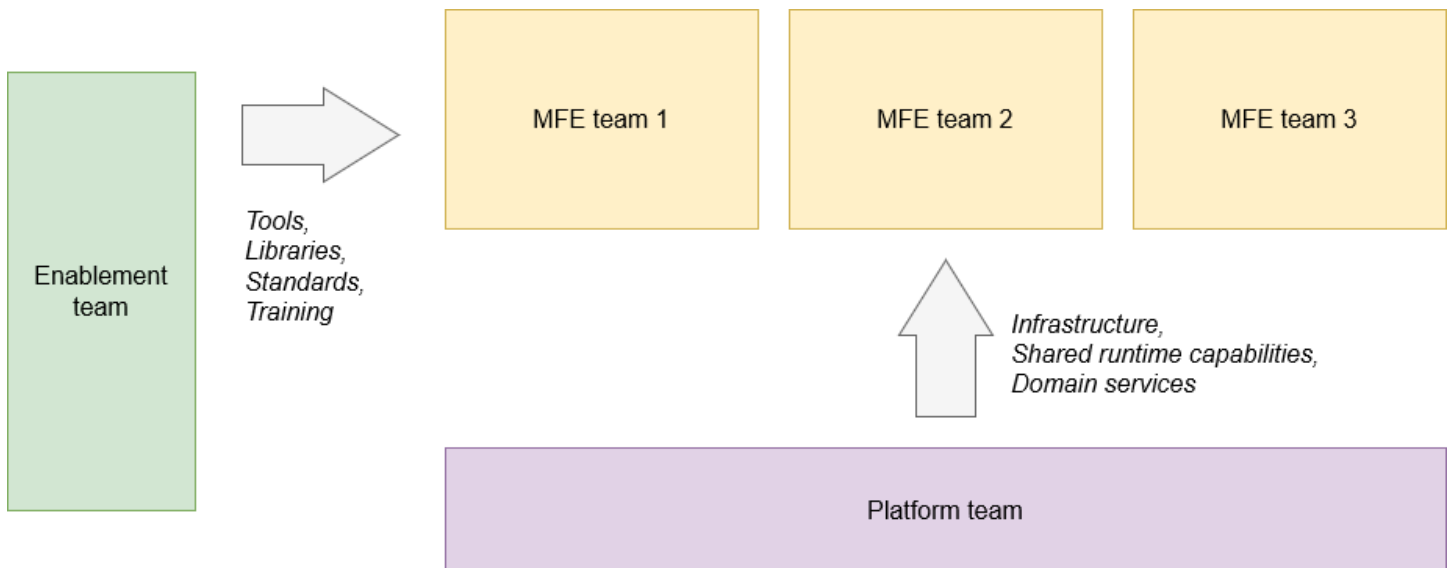 MFE team 1
MFE team 2
MFE team 3
Tools,
Libraries,
Standards,
Training
Enablement
team
Infrastructure,
Shared runtime capabilities,
Domain services
Platform team